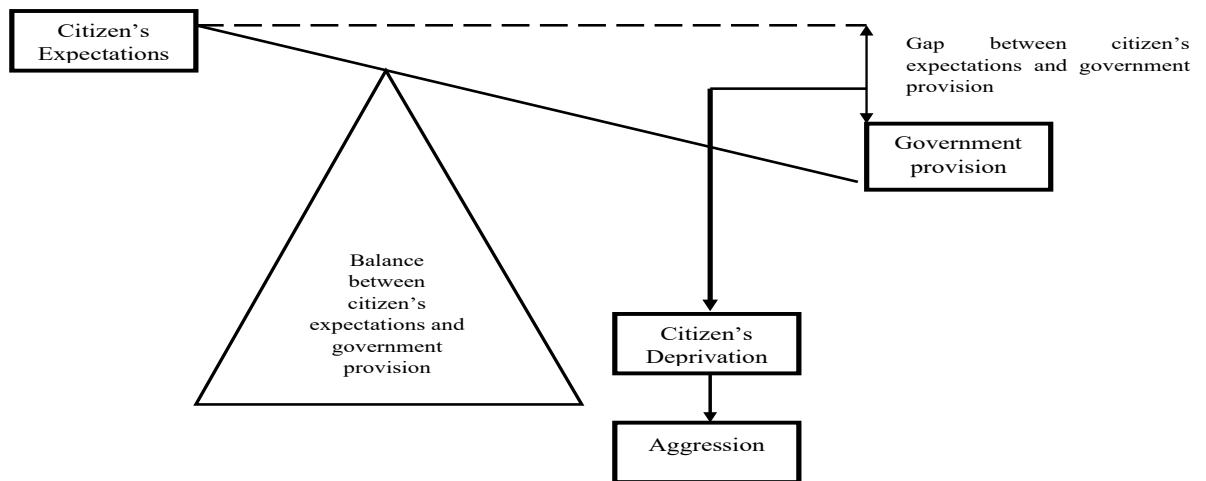 Citizen’s
Expectations
Gap between citizen’s
expectations and government
provision
Government
provision
Balance
between
citizen’s
expectations and
government
provision
Citizen’s
Deprivation
Aggression